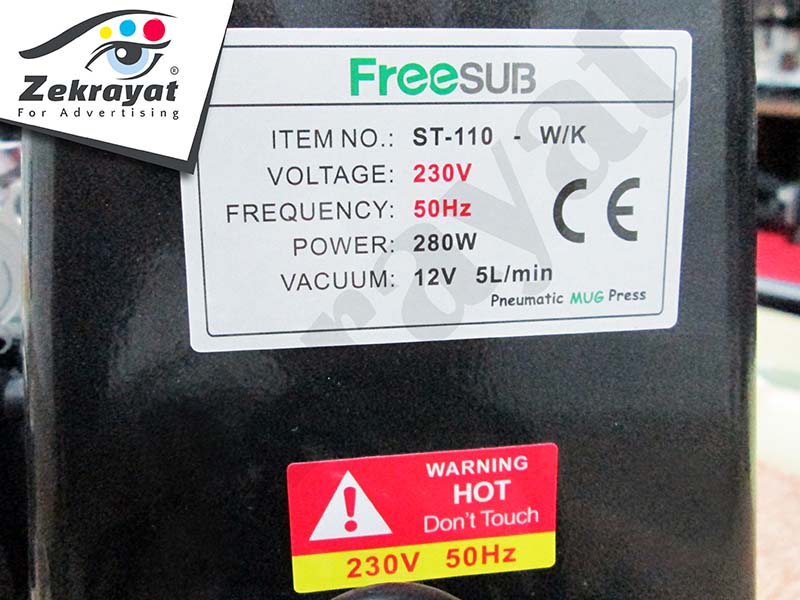 Zekrayat®
For Advertising
FreeSUB
ITEM NO.: ST-110 - W/K
VOLTAGE: 230V
FREQUENCY: 50Hz
POWER: 280W
VACUUM: 12V 5L/min
CE
Pneumatic MUG Press
WARNING
HOT
Don't Touch
230V 50Hz
rayat